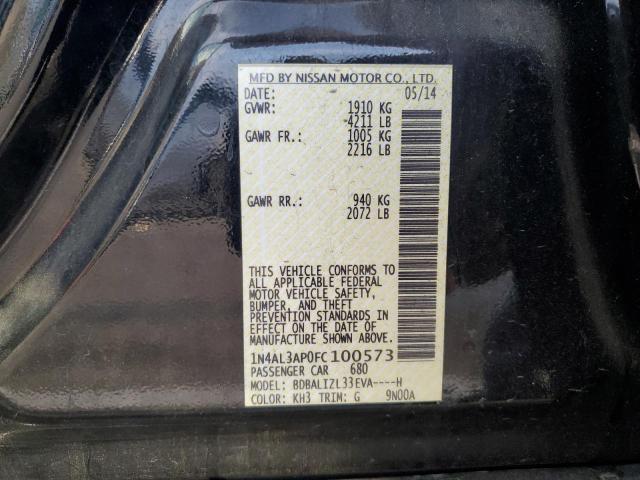 MFD BY NISSAN MOTOR CO., LTD.
DATE: 05/14
GVWR: 1910 KG
4211 LB
GAWR FR.: 1005 KG
2216 LB
GAWR RR.: 940 KG
2072 LB
THIS VEHICLE CONFORMS TO
ALL APPLICABLE FEDERAL
MOTOR VEHICLE SAFETY,
BUMPER, AND THEFT
PREVENTION STANDARDS IN
EFFECT ON THE DATE OF
MANUFACTURE SHOWN ABOVE.
1N4AL3AP0FC100573
PASSENGER CAR 680
MODEL: BDBALIZL33EVA----H
COLOR: KH3 TRIM: G 9N00A